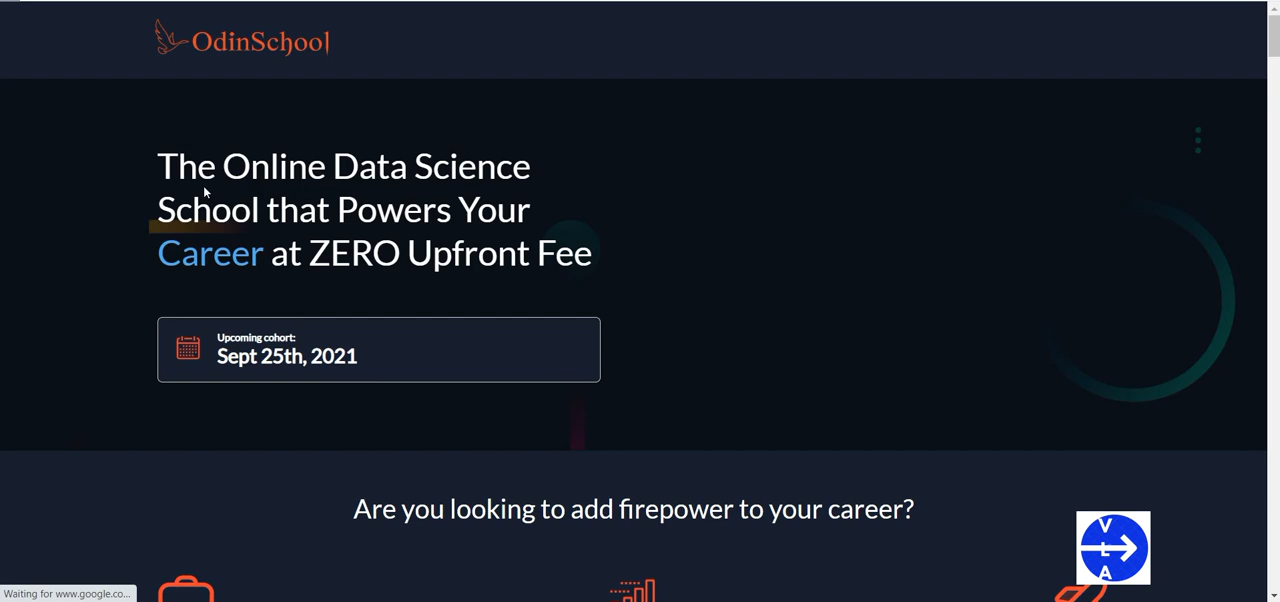 OdinSchool
The Online Data Science
School that Powers Your
Career at ZERO Upfront Fee
Upcoming cohort:
Sept 25th, 2021
Are you looking to add firepower to your career?
V
L
A
Waiting for www.google.co...